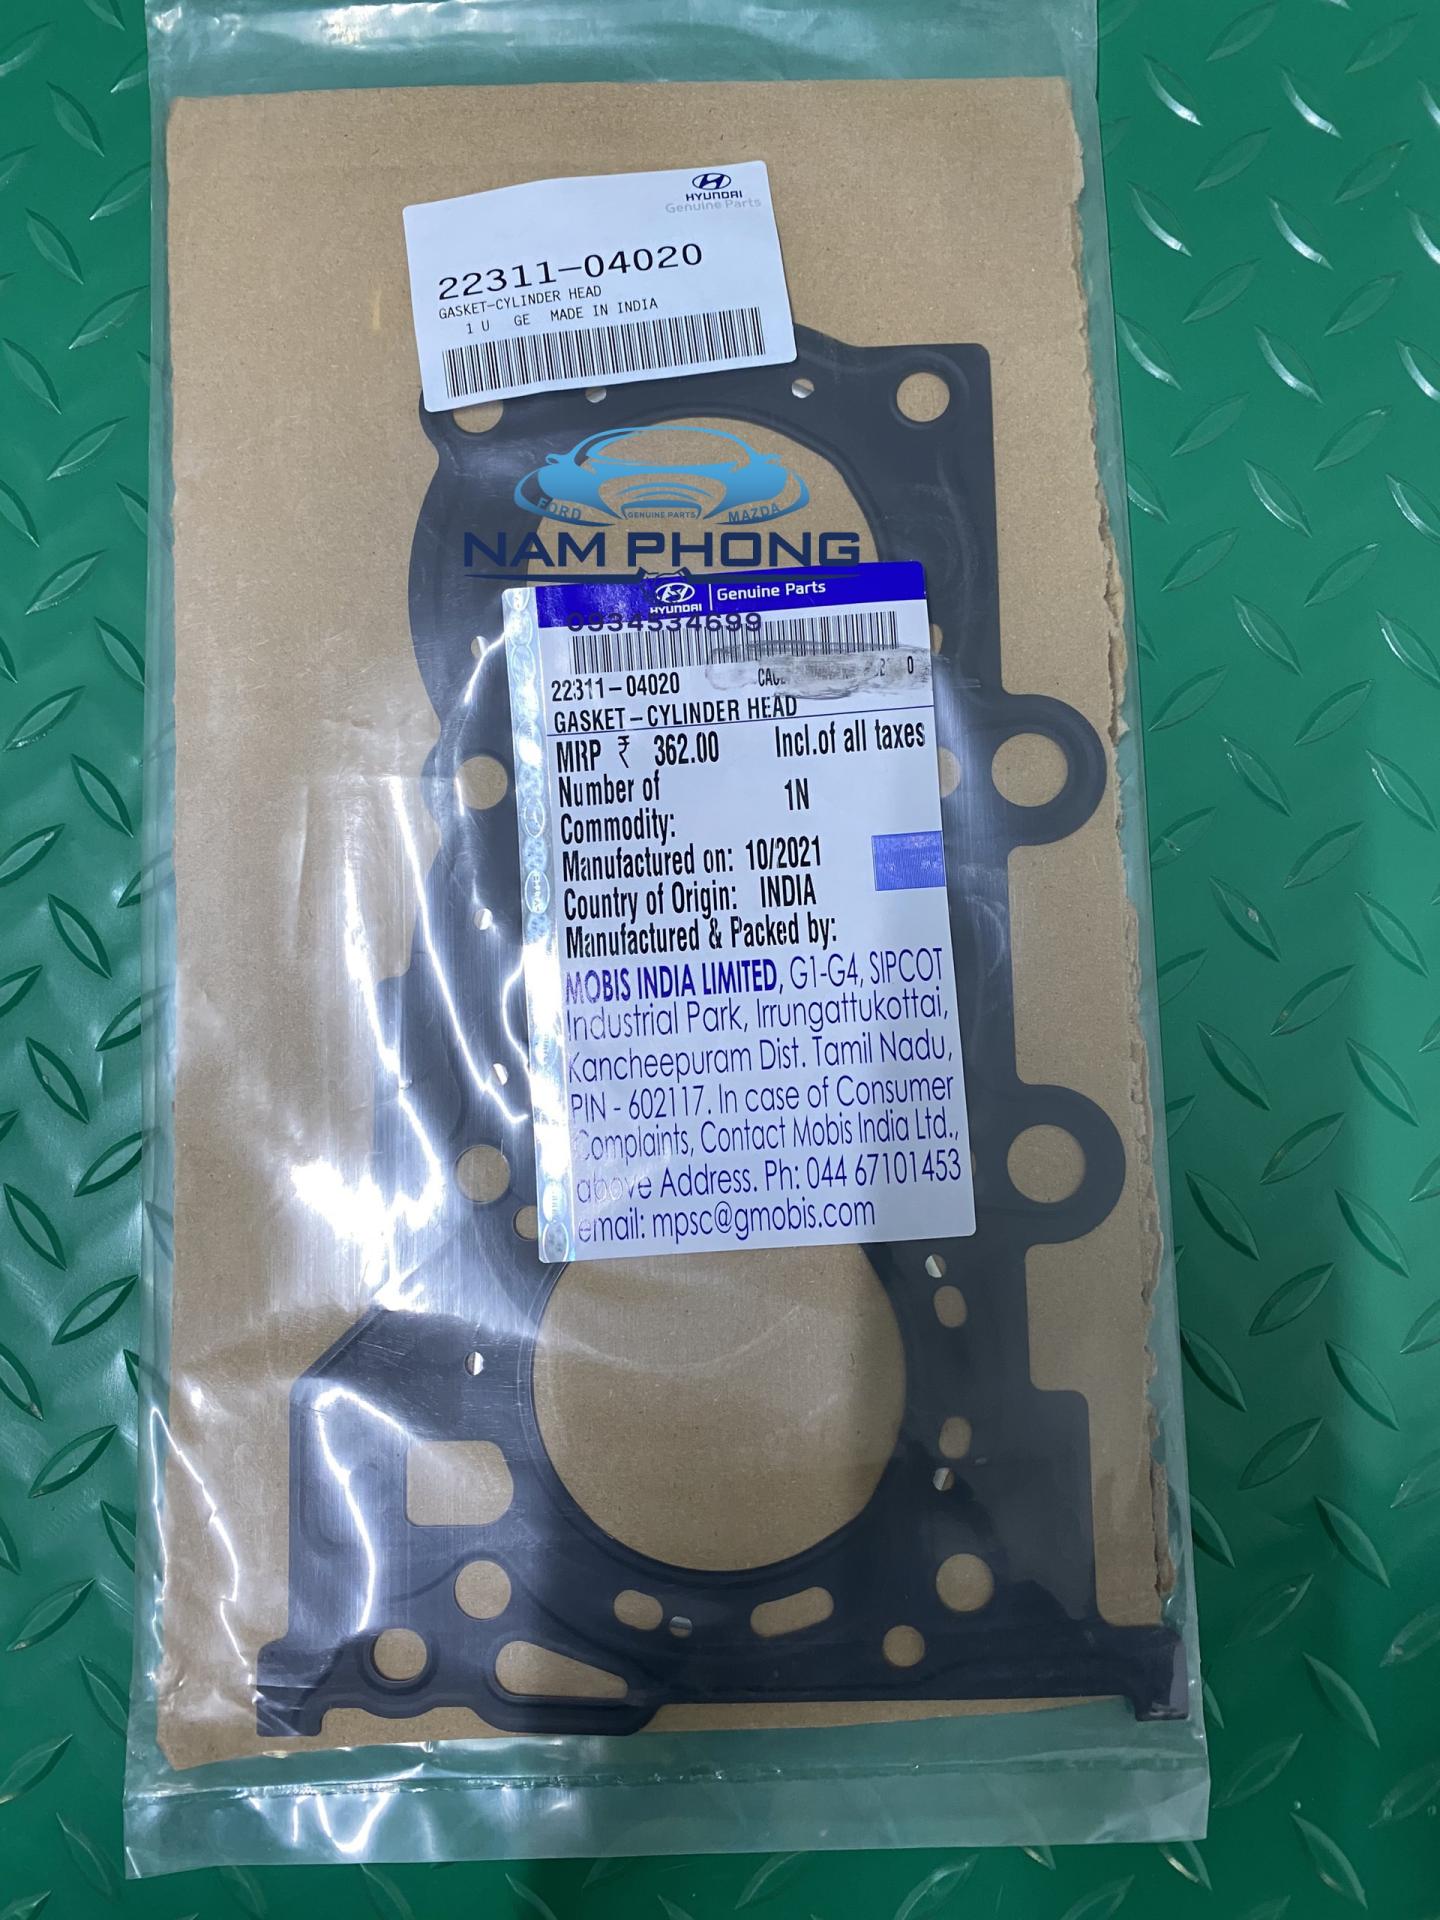 HYUNDAI
Genuine Parts
22311-04020
GASKET-CYLINDER HEAD
1 U GE MADE IN INDIA
FORD GENUINE PARTS MAZDA
NAM PHONG
HYUNDAI Genuine Parts
0934534699
22311-04020
GASKET-CYLINDER HEAD
MRP ₹ 362.00 Incl.of all taxes
Number of 1N
Commodity:
Manufactured on: 10/2021
Country of Origin: INDIA
Manufactured & Packed by:
MOBIS INDIA LIMITED, G1-G4, SIPCOT
Industrial Park, Irrungattukottai,
Kancheepuram Dist. Tamil Nadu,
PIN - 602117. In case of Consumer
Complaints, Contact Mobis India Ltd.,
above Address. Ph: 044 67101453
email: mpsc@gmobis.com